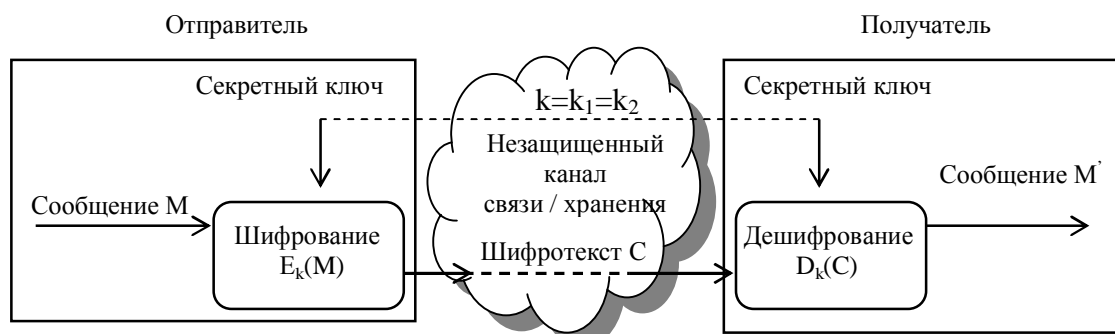 Отправитель
Получатель
Секретный ключ
k=k₁=k₂
Секретный ключ
Незащищенный
канал
связи / хранения
Сообщение M
Сообщение M’
Шифрование
Eₖ(M)
Шифротекст C
Дешифрование
Dₖ(C)